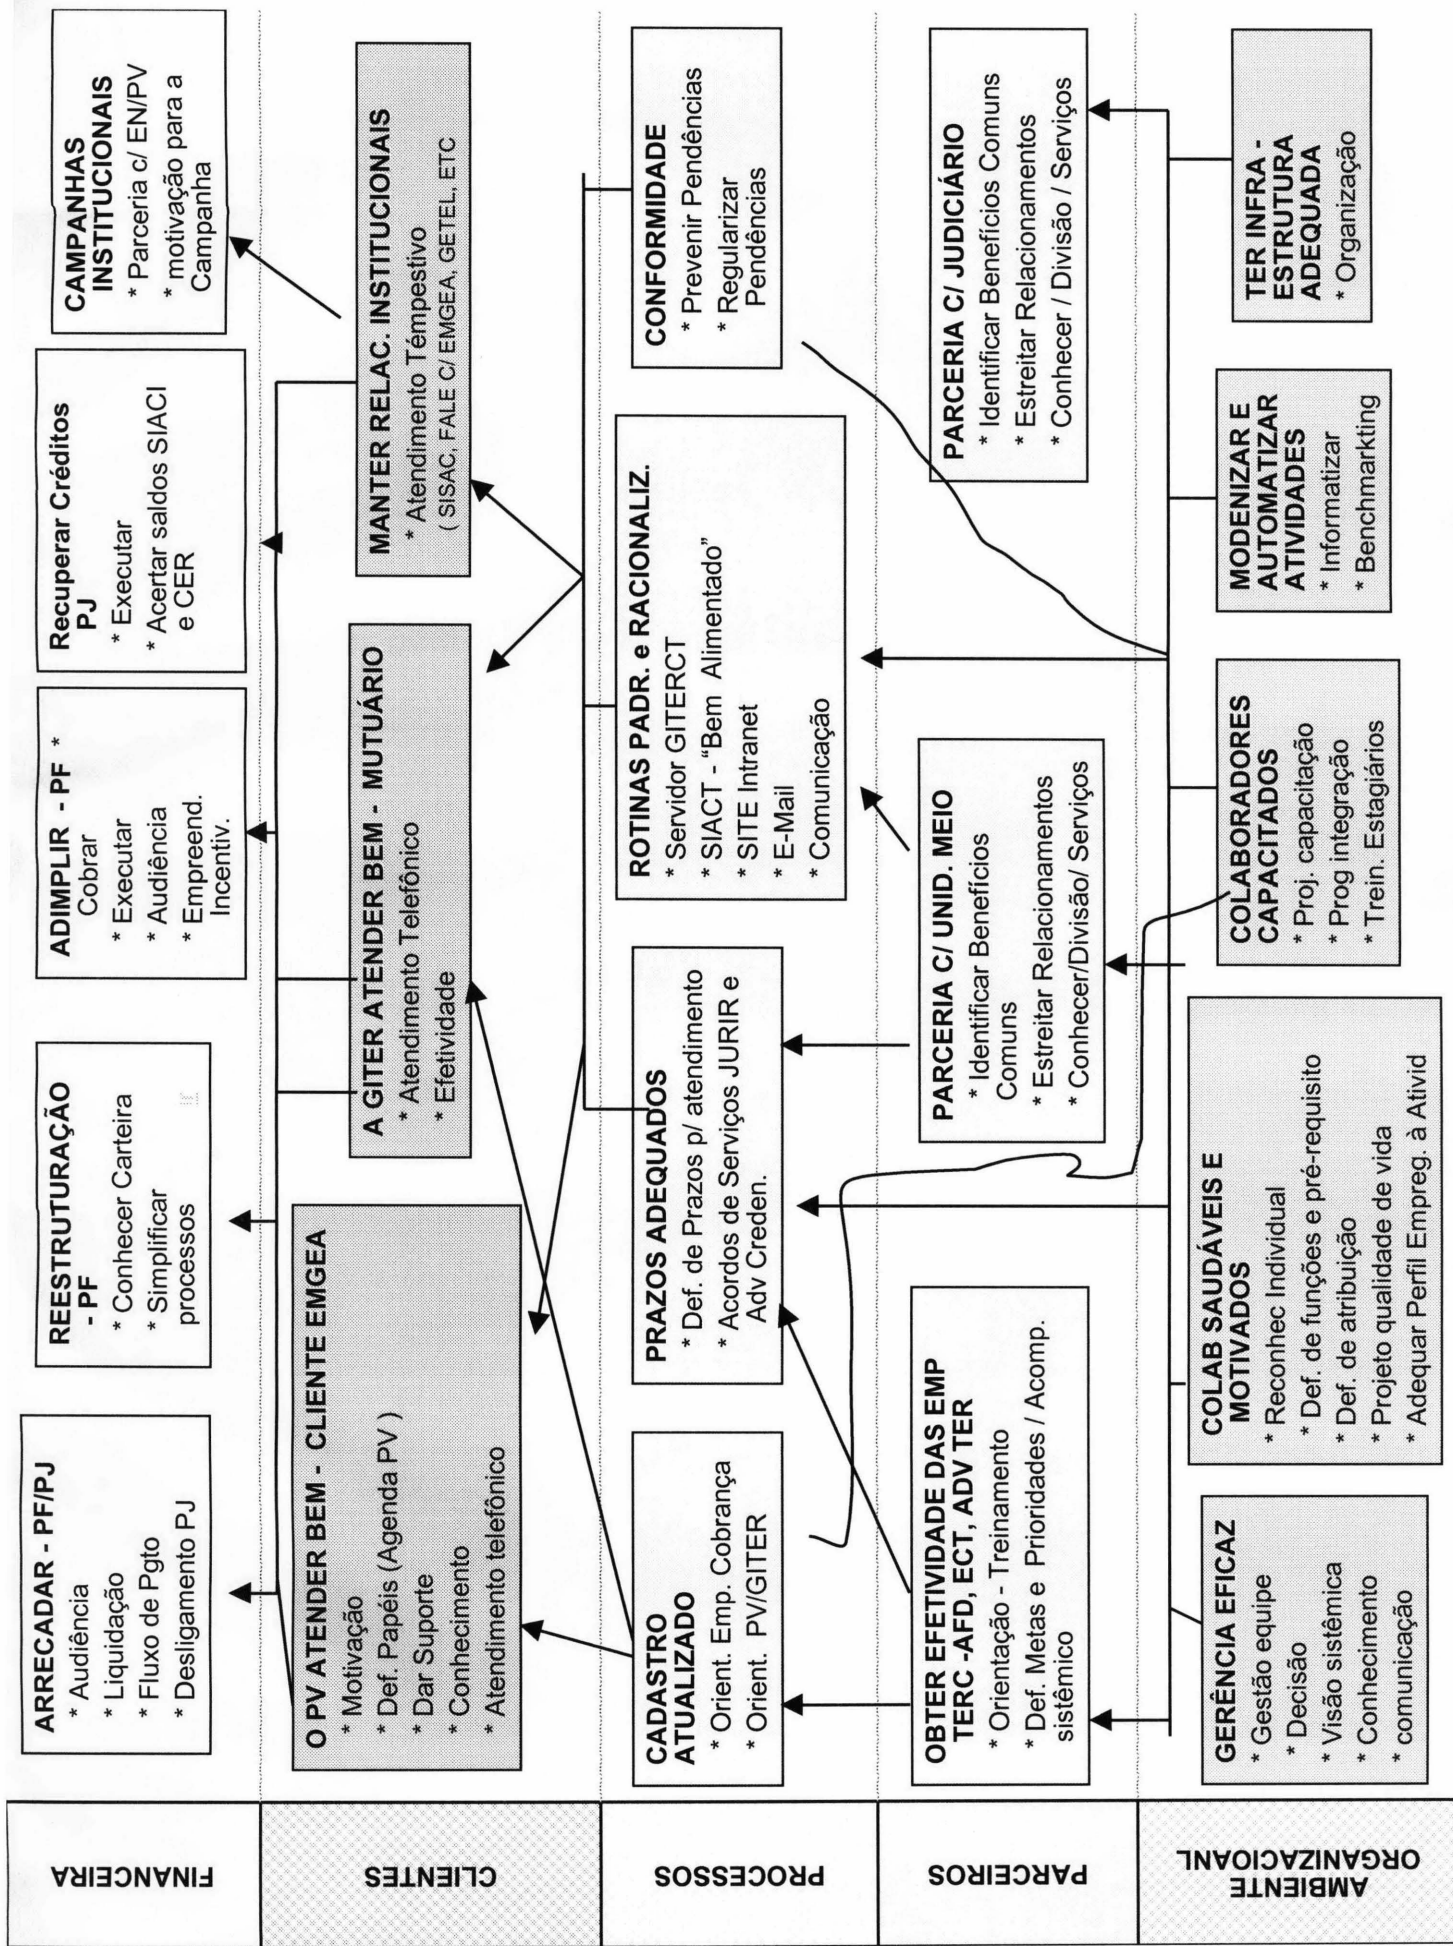 FINANCEIRA
ARRECADAR - PF/PJ
* Audiência
* Liquidação
* Fluxo de Pgto
* Desligamento PJ
REESTRUTURAÇÃO
- PF
* Conhecer Carteira
* Simplificar
processos
ADIMPLIR - PF *
Cobrar
* Executar
* Audiência
* Empreend.
Incentiv.
Recuperar Créditos
PJ
* Executar
* Acertar saldos SIACI
e CER
CAMPANHAS
INSTITUCIONAIS
* Parceria c/ EN/PV
* motivação para a
Campanha
CLIENTES
O PV ATENDER BEM - CLIENTE EMGEA
* Motivação
* Def. Papéis (Agenda PV )
* Dar Suporte
* Conhecimento
* Atendimento telefônico
A GITER ATENDER BEM - MUTUÁRIO
* Atendimento Telefônico
* Efetividade
MANTER RELAC. INSTITUCIONAIS
* Atendimento Témpestivo
( SISAC, FALE C/ EMGEA, GETEL, ETC
PROCESSOS
CADASTRO
ATUALIZADO
* Orient. Emp. Cobrança
* Orient. PV/GITER
PRAZOS ADEQUADOS
* Def. de Prazos p/ atendimento
* Acordos de Serviços JURIR e
Adv Creden.
ROTINAS PADR. e RACIONALIZ.
* Servidor GITERCT
* SIACT - “Bem Alimentado”
* SITE Intranet
* E-Mail
* Comunicação
CONFORMIDADE
* Prevenir Pendências
* Regularizar
Pendências
PARCEIROS
OBTER EFETIVIDADE DAS EMP
TERC -AFD, ECT, ADV TER
* Orientação - Treinamento
* Def. Metas e Prioridades / Acomp.
sistêmico
PARCERIA C/ UNID. MEIO
* Identificar Benefícios
Comuns
* Estreitar Relacionamentos
* Conhecer/Divisão/ Serviços
PARCERIA C/ JUDICIÁRIO
* Identificar Benefícios Comuns
* Estreitar Relacionamentos
* Conhecer / Divisão / Serviços
AMBIENTE
ORGANIZACIOANL
GERÊNCIA EFICAZ
* Gestão equipe
* Decisão
* Visão sistêmica
* Conhecimento
* comunicação
COLAB SAUDÁVEIS E
MOTIVADOS
* Reconhec Individual
* Def. de funções e pré-requisito
* Def. de atribuição
* Projeto qualidade de vida
* Adequar Perfil Empreg. à Ativid
COLABORADORES
CAPACITADOS
* Proj. capacitação
* Prog integração
* Trein. Estagiários
MODENIZAR E
AUTOMATIZAR
ATIVIDADES
* Informatizar
* Benchmarkting
TER INFRA -
ESTRUTURA
ADEQUADA
* Organização